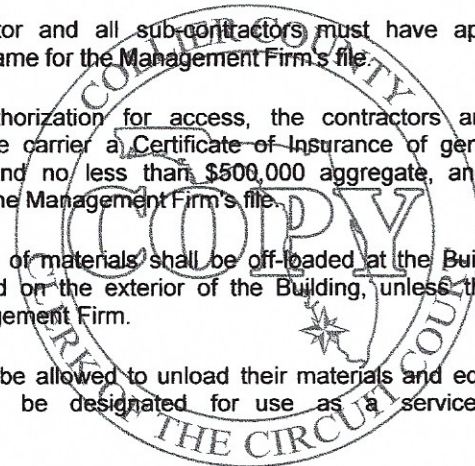 tor and all sub-contractors must have ap
ame for the Management Firm's file.
thorization for access, the contractors a
e carrier a Certificate of Insurance of ge
nd no less than $500,000 aggregate, an
he Management Firm's file.
of materials shall be off-loaded at the Bui
d on the exterior of the Building, unless th
gement Firm.
be allowed to unload their materials and ed
be designated for use as a service
COLLIER COUNTY
COPY
CLERK OF THE CIRCUIT COUR